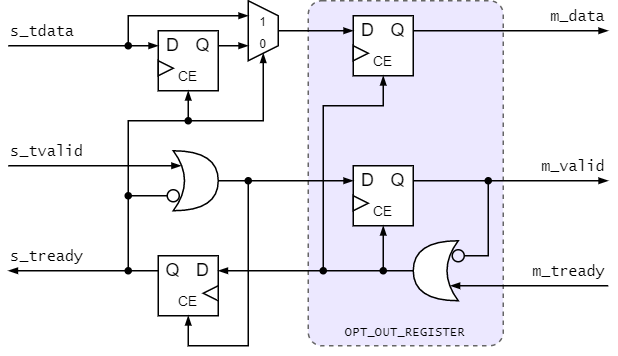 s_tdata
D Q
CE
1
0
D Q
CE
m_data
s_tvalid
D Q
CE
m_valid
s_tready
Q D
CE
m_tready
OPT_OUT_REGISTER